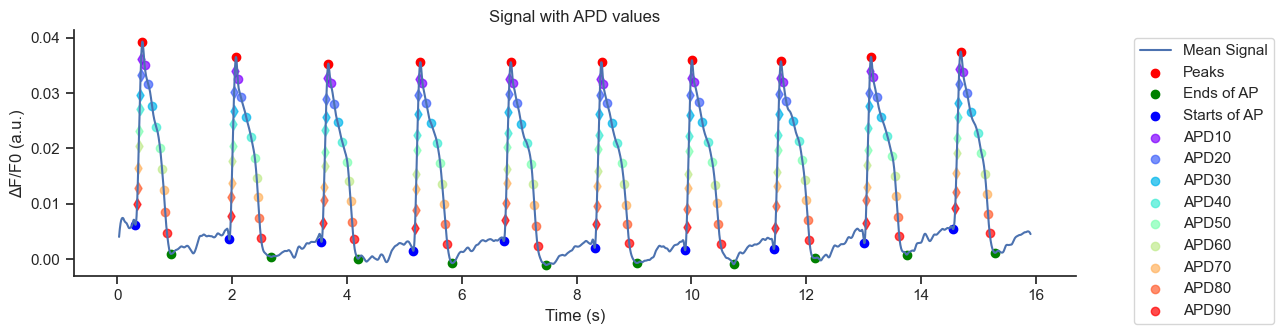 Signal with APD values
ΔF/F0 (a.u.)
0.04
0.03
0.02
0.01
0.00
0
2
4
6
8
10
12
14
16
Time (s)
Mean Signal
Peaks
Ends of AP
Starts of AP
APD10
APD20
APD30
APD40
APD50
APD60
APD70
APD80
APD90